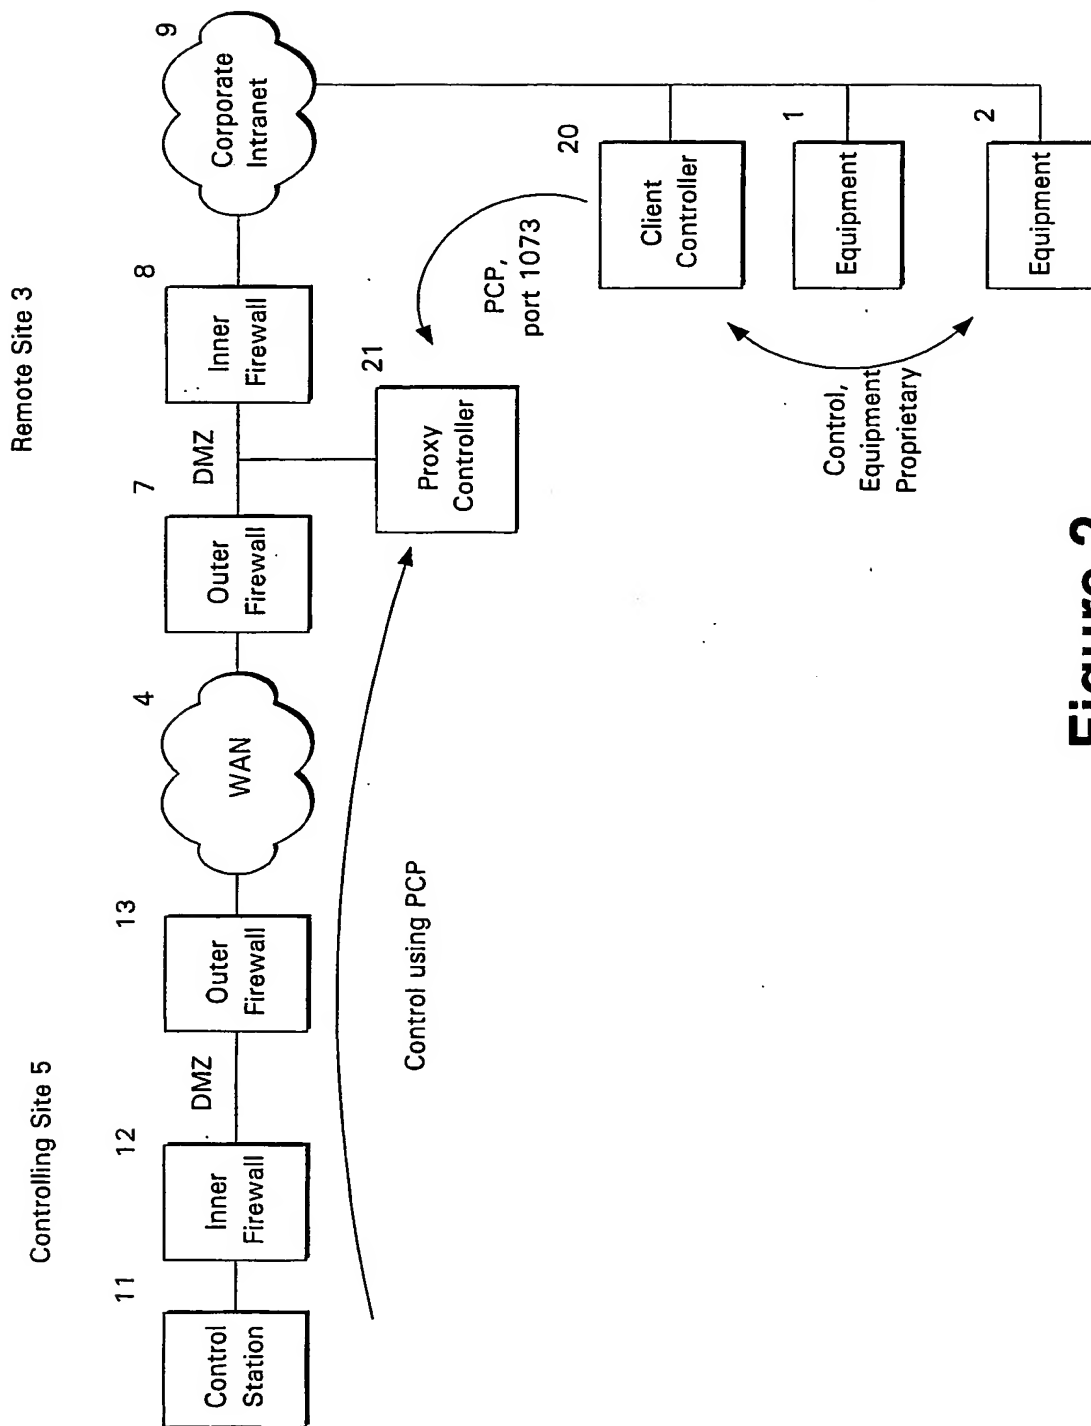 Controlling Site 5
Remote Site 3
11
Control
Station
12
Inner
Firewall
DMZ
13
Outer
Firewall
4
WAN
7
Outer
Firewall
DMZ
8
Inner
Firewall
9
Corporate
Intranet
Control using PCP
21
Proxy
Controller
PCP,
port 1073
20
Client
Controller
1
Equipment
2
Equipment
Control,
Equipment
Proprietary
Figure 2